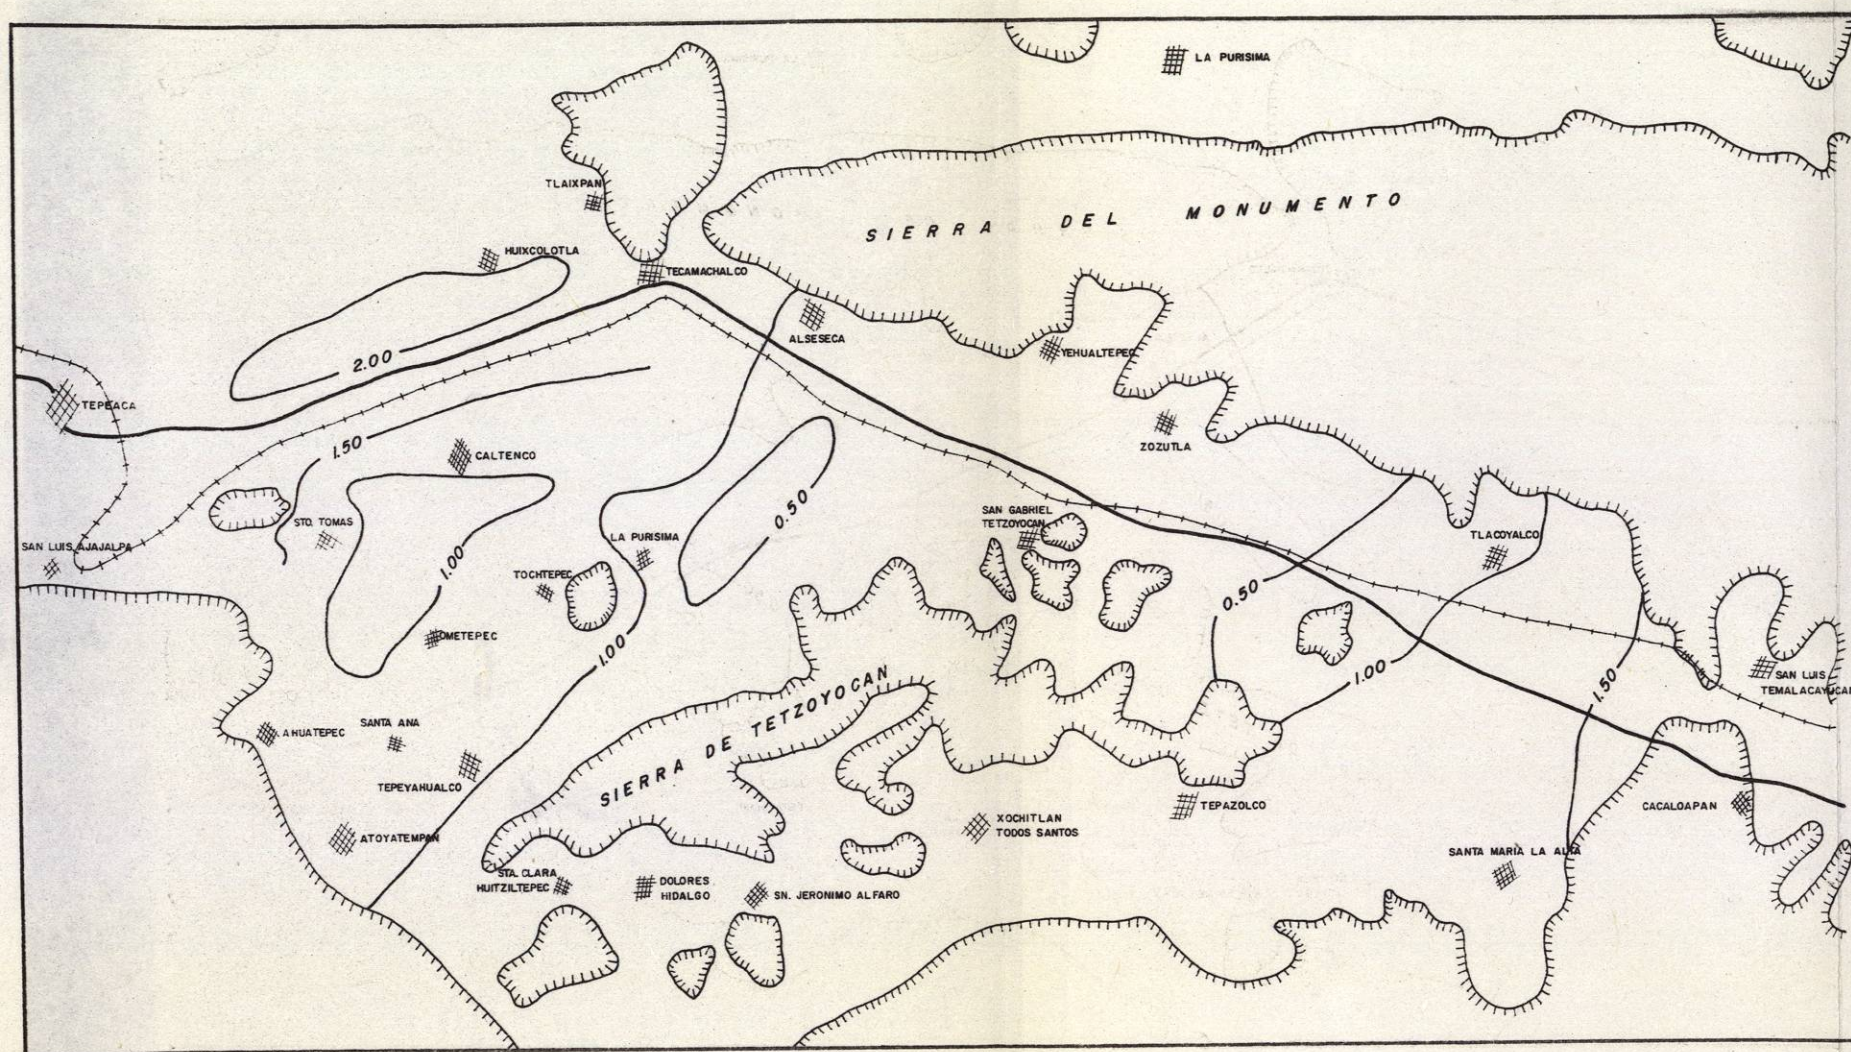 LA PURISIMA
TLAIXPAN
SIERRA DEL MONUMENTO
HUIXCOLOTLA
TECAMACHALCO
ALSESECA
YEHUALTEPEC
2.00
TEPEACA
1.50
CALTENCO
ZOZUTLA
0.50
STO. TOMAS
SAN GABRIEL
TETZOYOCAN
LA PURISIMA
TLACOYALCO
SAN LUIS AJAJALPA
1.00
TOCHTEPEC
0.50
OMETEPEC
1.00
1.00
SAN LUIS
TEMALACAYUCAN
1.50
SIERRA DE TETZOYOCAN
SANTA ANA
AHUATEPEC
TEPEYAHUALCO
TEPAZOLCO
CACALOAPAN
XOCHITLAN
TODOS SANTOS
ATOYATEMPAN
SANTA MARIA LA ALTA
STA. CLARA
HUITZILTEPEC
DOLORES
HIDALGO
SN. JERONIMO ALFARO